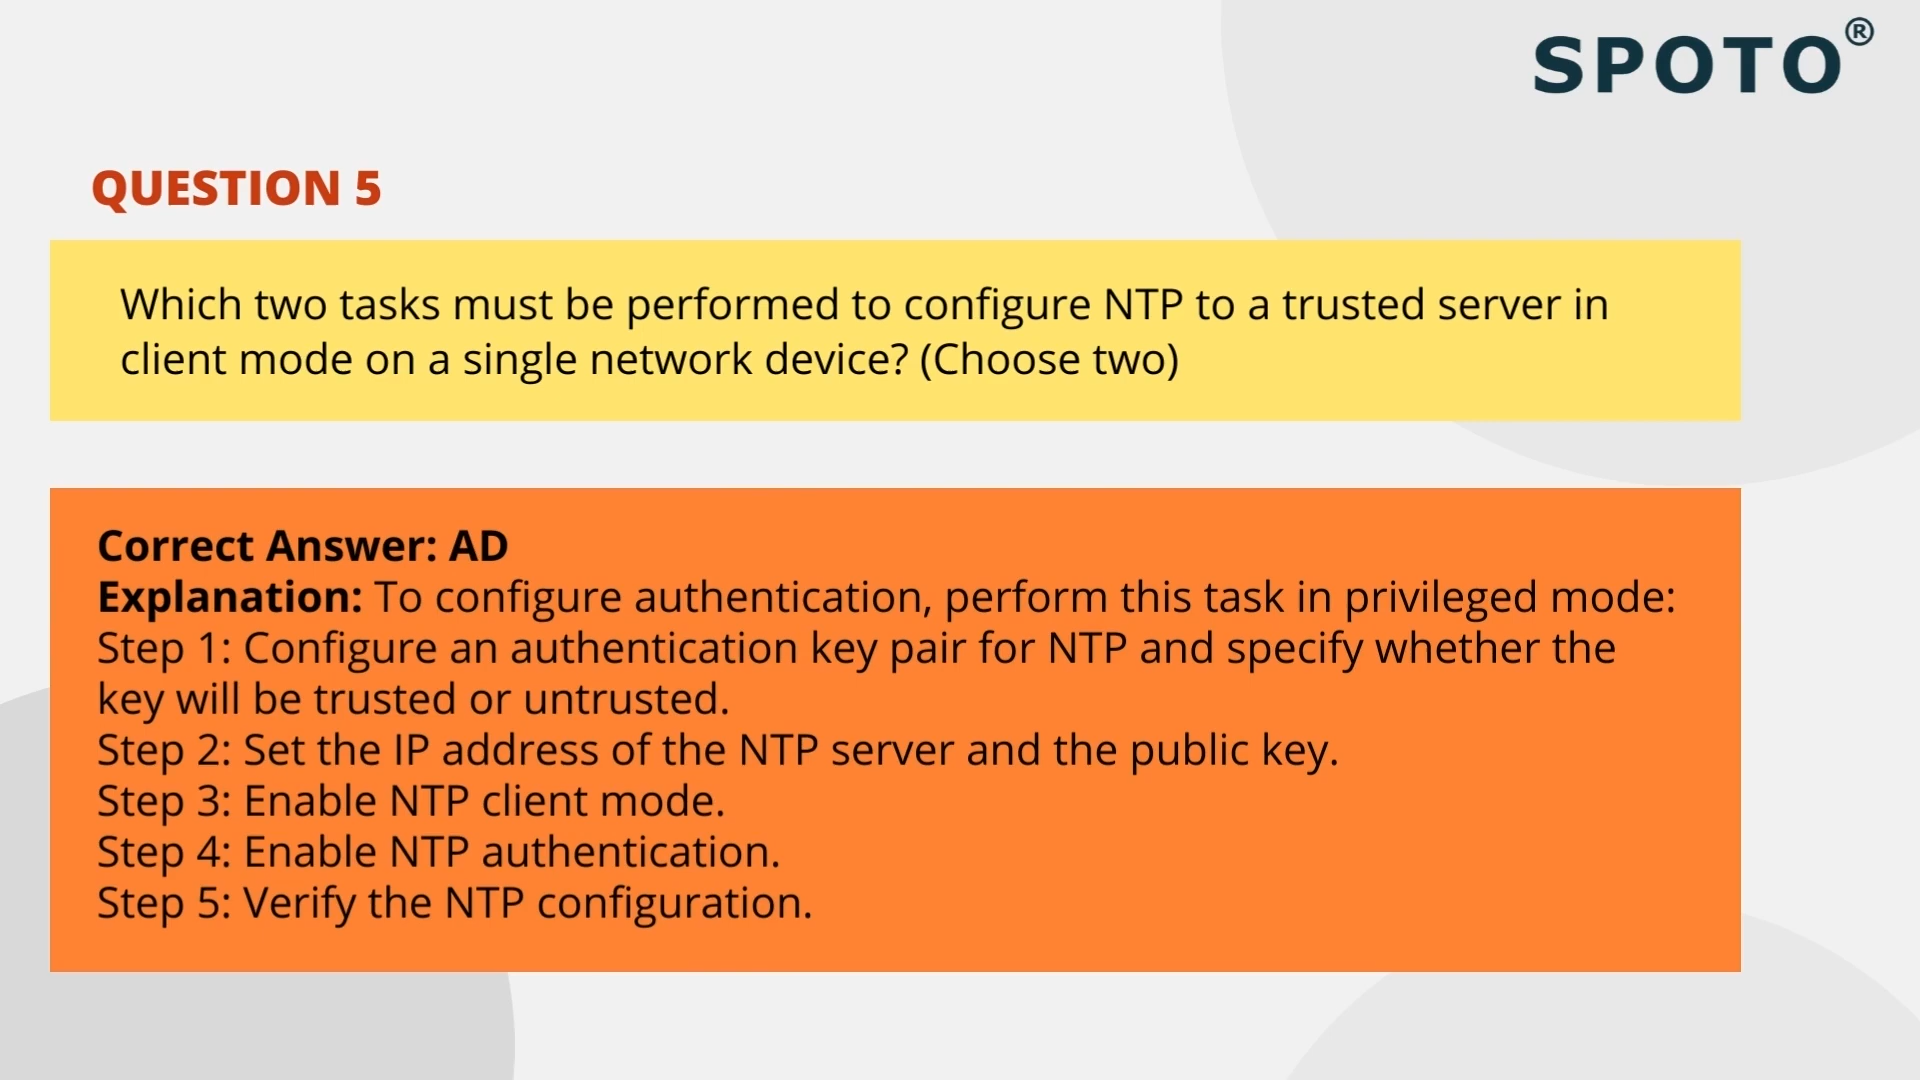 SPOTO®
QUESTION 5
Which two tasks must be performed to configure NTP to a trusted server in
client mode on a single network device? (Choose two)
Correct Answer: AD
Explanation: To configure authentication, perform this task in privileged mode:
Step 1: Configure an authentication key pair for NTP and specify whether the
key will be trusted or untrusted.
Step 2: Set the IP address of the NTP server and the public key.
Step 3: Enable NTP client mode.
Step 4: Enable NTP authentication.
Step 5: Verify the NTP configuration.